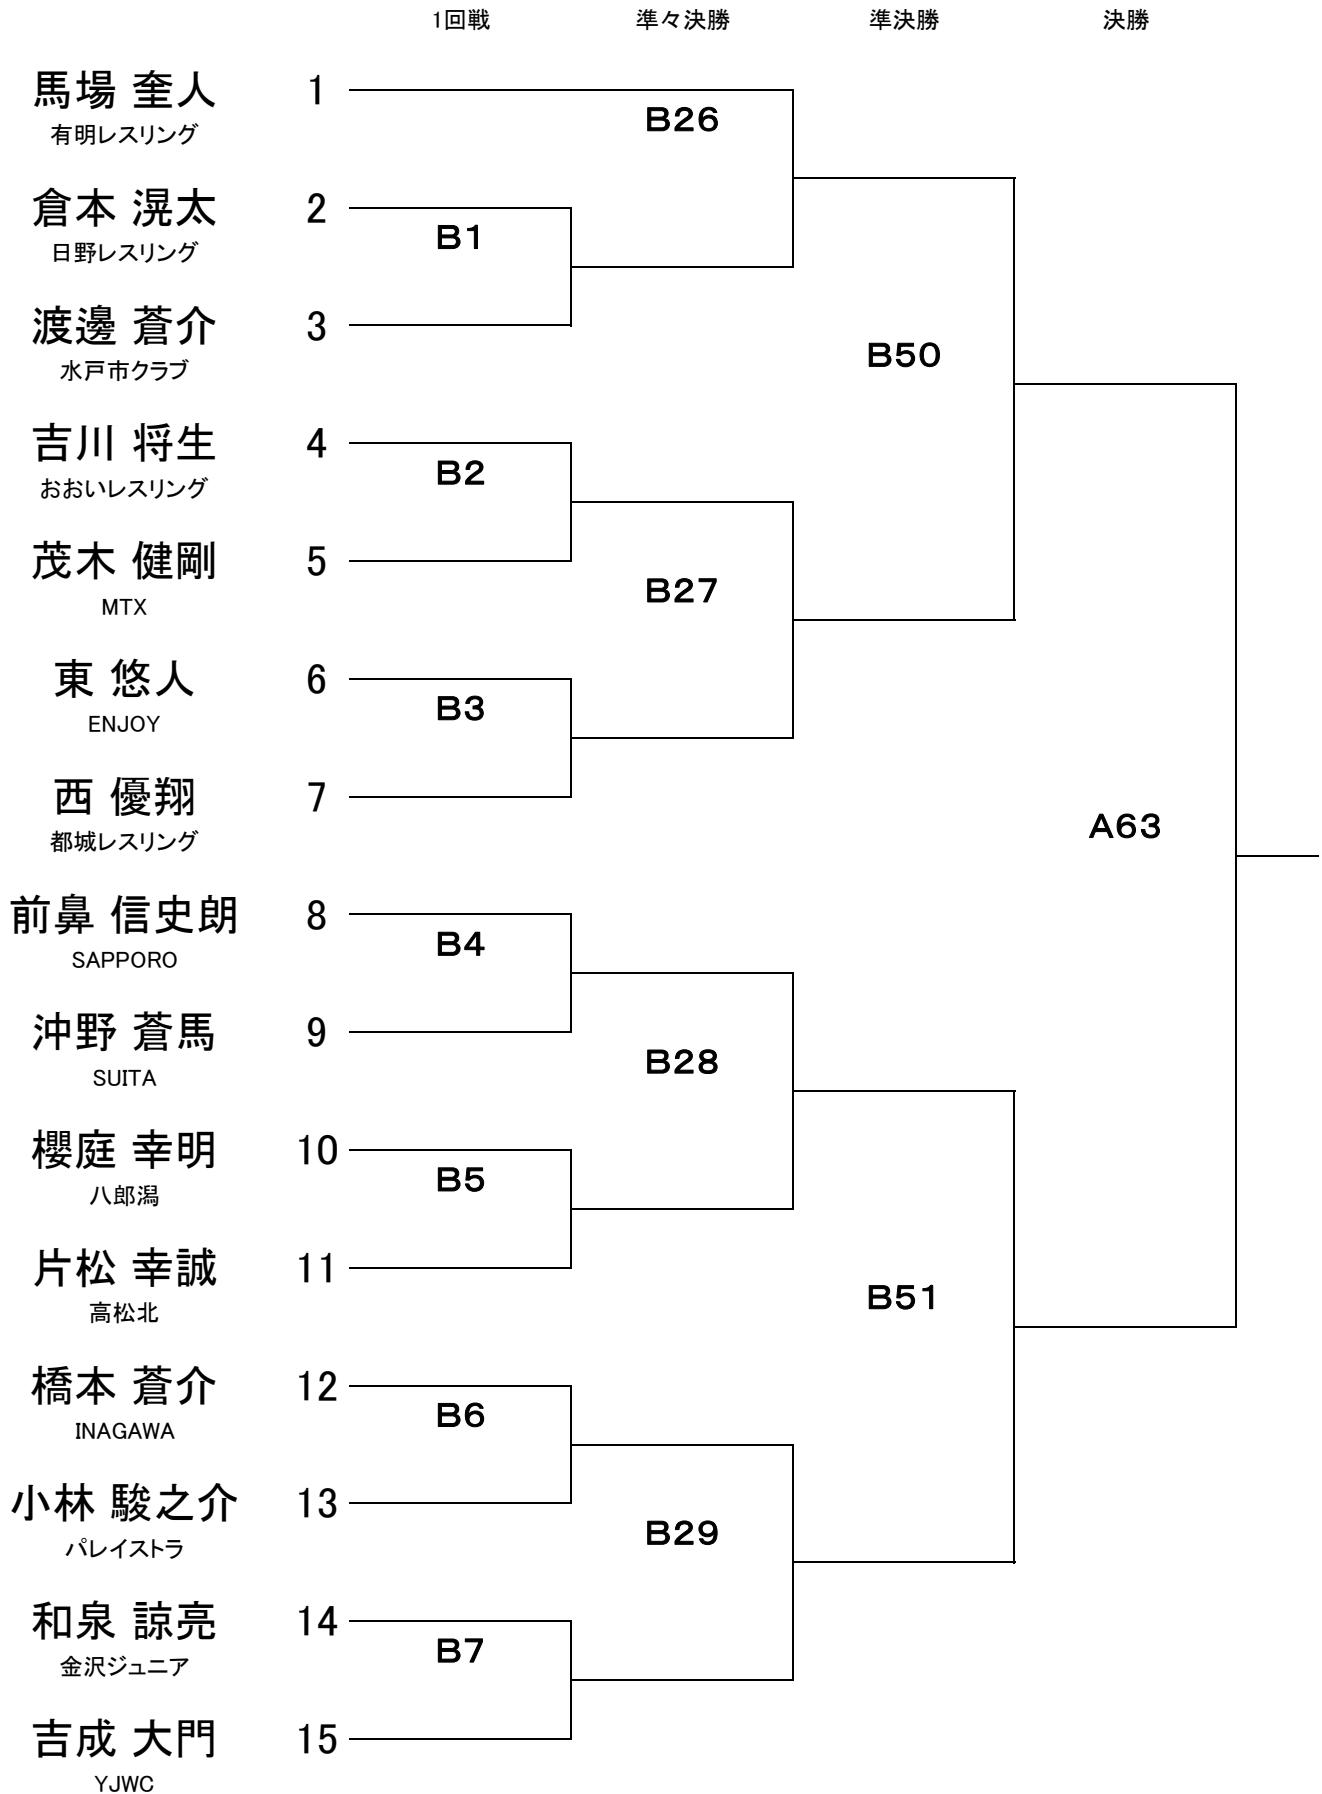 1回戦 準々決勝 準決勝 決勝
馬場 奎人 1
B26
有明レスリング
倉本 滉太 2
B1
日野レスリング
渡邊 蒼介 3
B50
水戸市クラブ
吉川 将生 4
B2
おおいレスリング
茂木 健剛 5
B27
MTX
東 悠人 6
B3
ENJOY
西 優翔 7
A63
都城レスリング
前鼻 信史朗 8
B4
SAPPORO
沖野 蒼馬 9
B28
SUITA
櫻庭 幸明 10
B5
八郎潟
片松 幸誠 11
B51
高松北
橋本 蒼介 12
B6
INAGAWA
小林 駿之介 13
B29
パレイストラ
和泉 諒亮 14
B7
金沢ジュニア
吉成 大門 15
YJWC